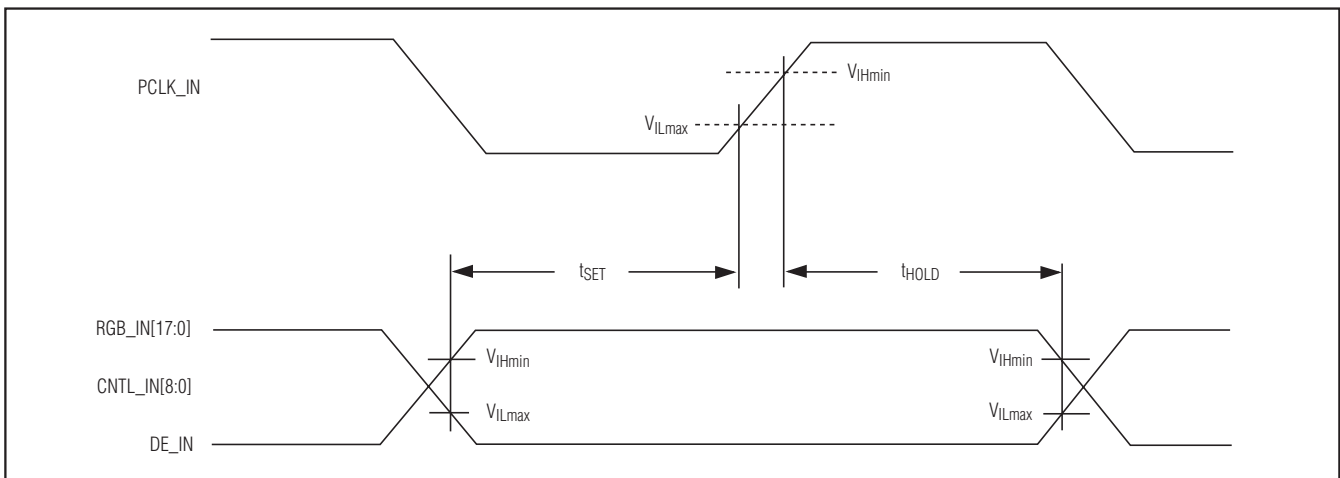 PCLK_IN
VIHmin
VILmax
tSET
tHOLD
RGB_IN[17:0]
VIHmin
VIHmin
CNTL_IN[8:0]
VILmax
VILmax
DE_IN